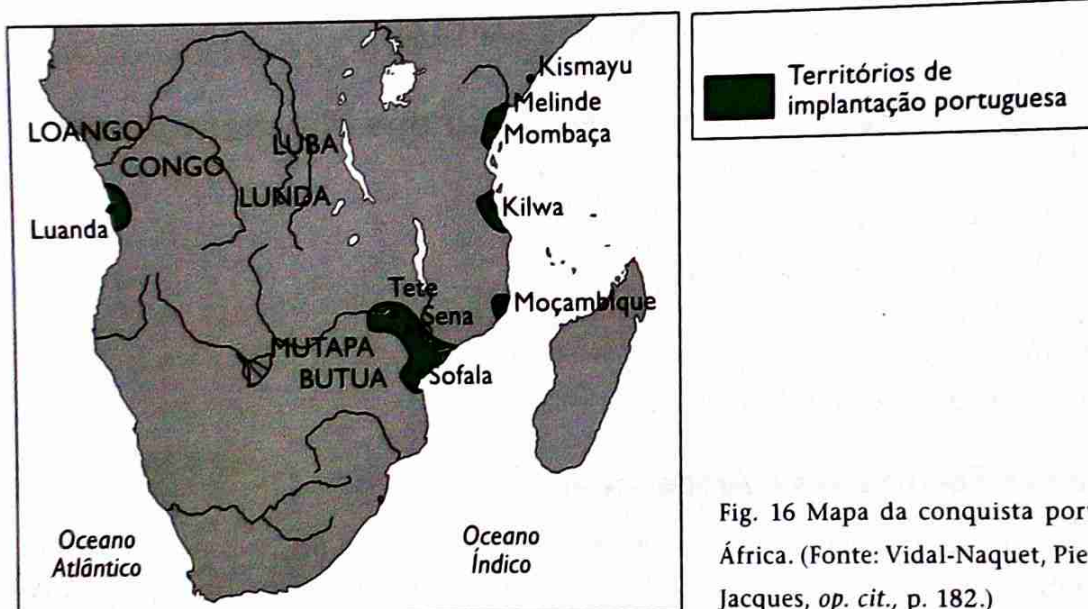 Kismayu
Melinde
Mombaça
LOANGO
CONGO
LUBA
LUNDA
Luanda
Kilwa
Tete
Sena
Moçambique
MUTAPA
BUTUA
Sofala
Oceano
Atlântico
Oceano
Índico
Territórios de
implantação portuguesa
Fig. 16 Mapa da conquista por
África. (Fonte: Vidal-Naquet, Pie
Jacques, op. cit., p. 182.)